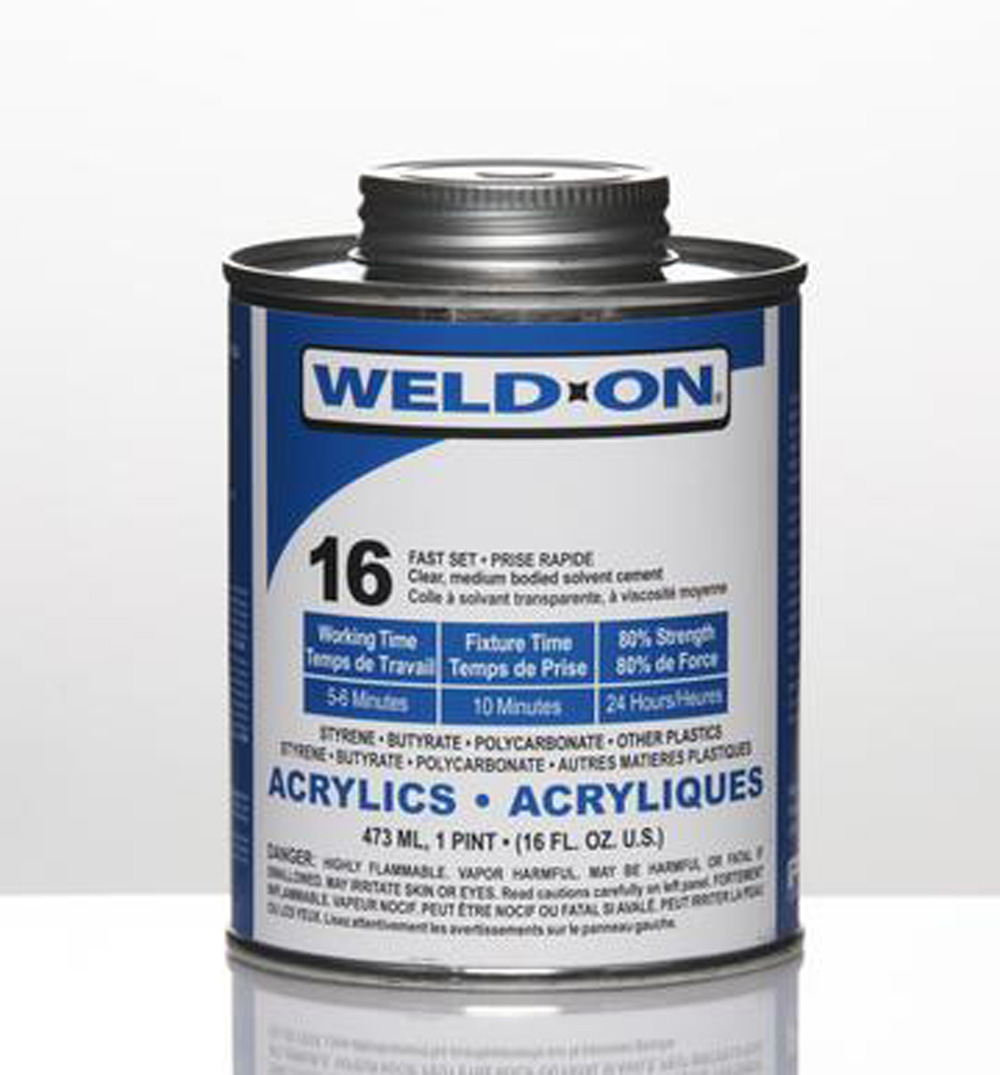 WELD-ON®
16
FAST SET • PRISE RAPIDE
Clear, medium bodied solvent cement
Colle à solvant transparente, à viscosité moyenne
Working Time Fixture Time 80% Strength
Temps de Travail Temps de Prise 80% de Force
5-6 Minutes 10 Minutes 24 Hours/Heures
STYRENE • BUTYRATE • POLYCARBONATE • OTHER PLASTICS
STYRENE • BUTYRATE • POLYCARBONATE • AUTRES MATIERES PLASTIQUES
ACRYLICS • ACRYLIQUES
473 ML, 1 PINT • (16 FL. OZ. U.S.)
DANGER: HIGHLY FLAMMABLE. VAPOR HARMFUL. MAY BE HARMFUL OR FATAL IF
SWALLOWED. MAY IRRITATE SKIN OR EYES. Read cautions carefully on left panel. FORTEMENT
INFLAMMABLE. VAPEUR NOCIF. PEUT ÊTRE NOCIF OU FATAL SI AVALÉ. PEUT IRRITER LA PEAU
OU LES YEUX. Lisez attentivement les avertissements sur le panneau gauche.